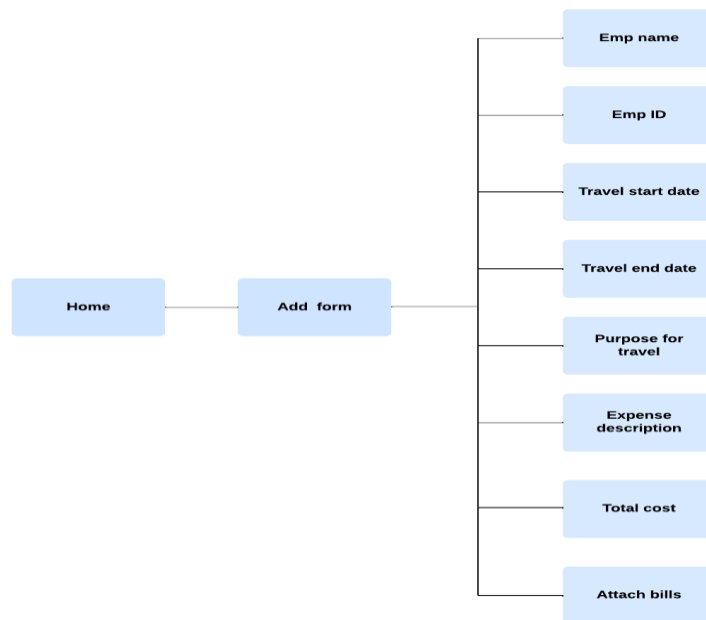 Emp name
Emp ID
Travel start date
Travel end date
Home
Add  form
Purpose for
travel
Expense
description
Total cost
Attach bills